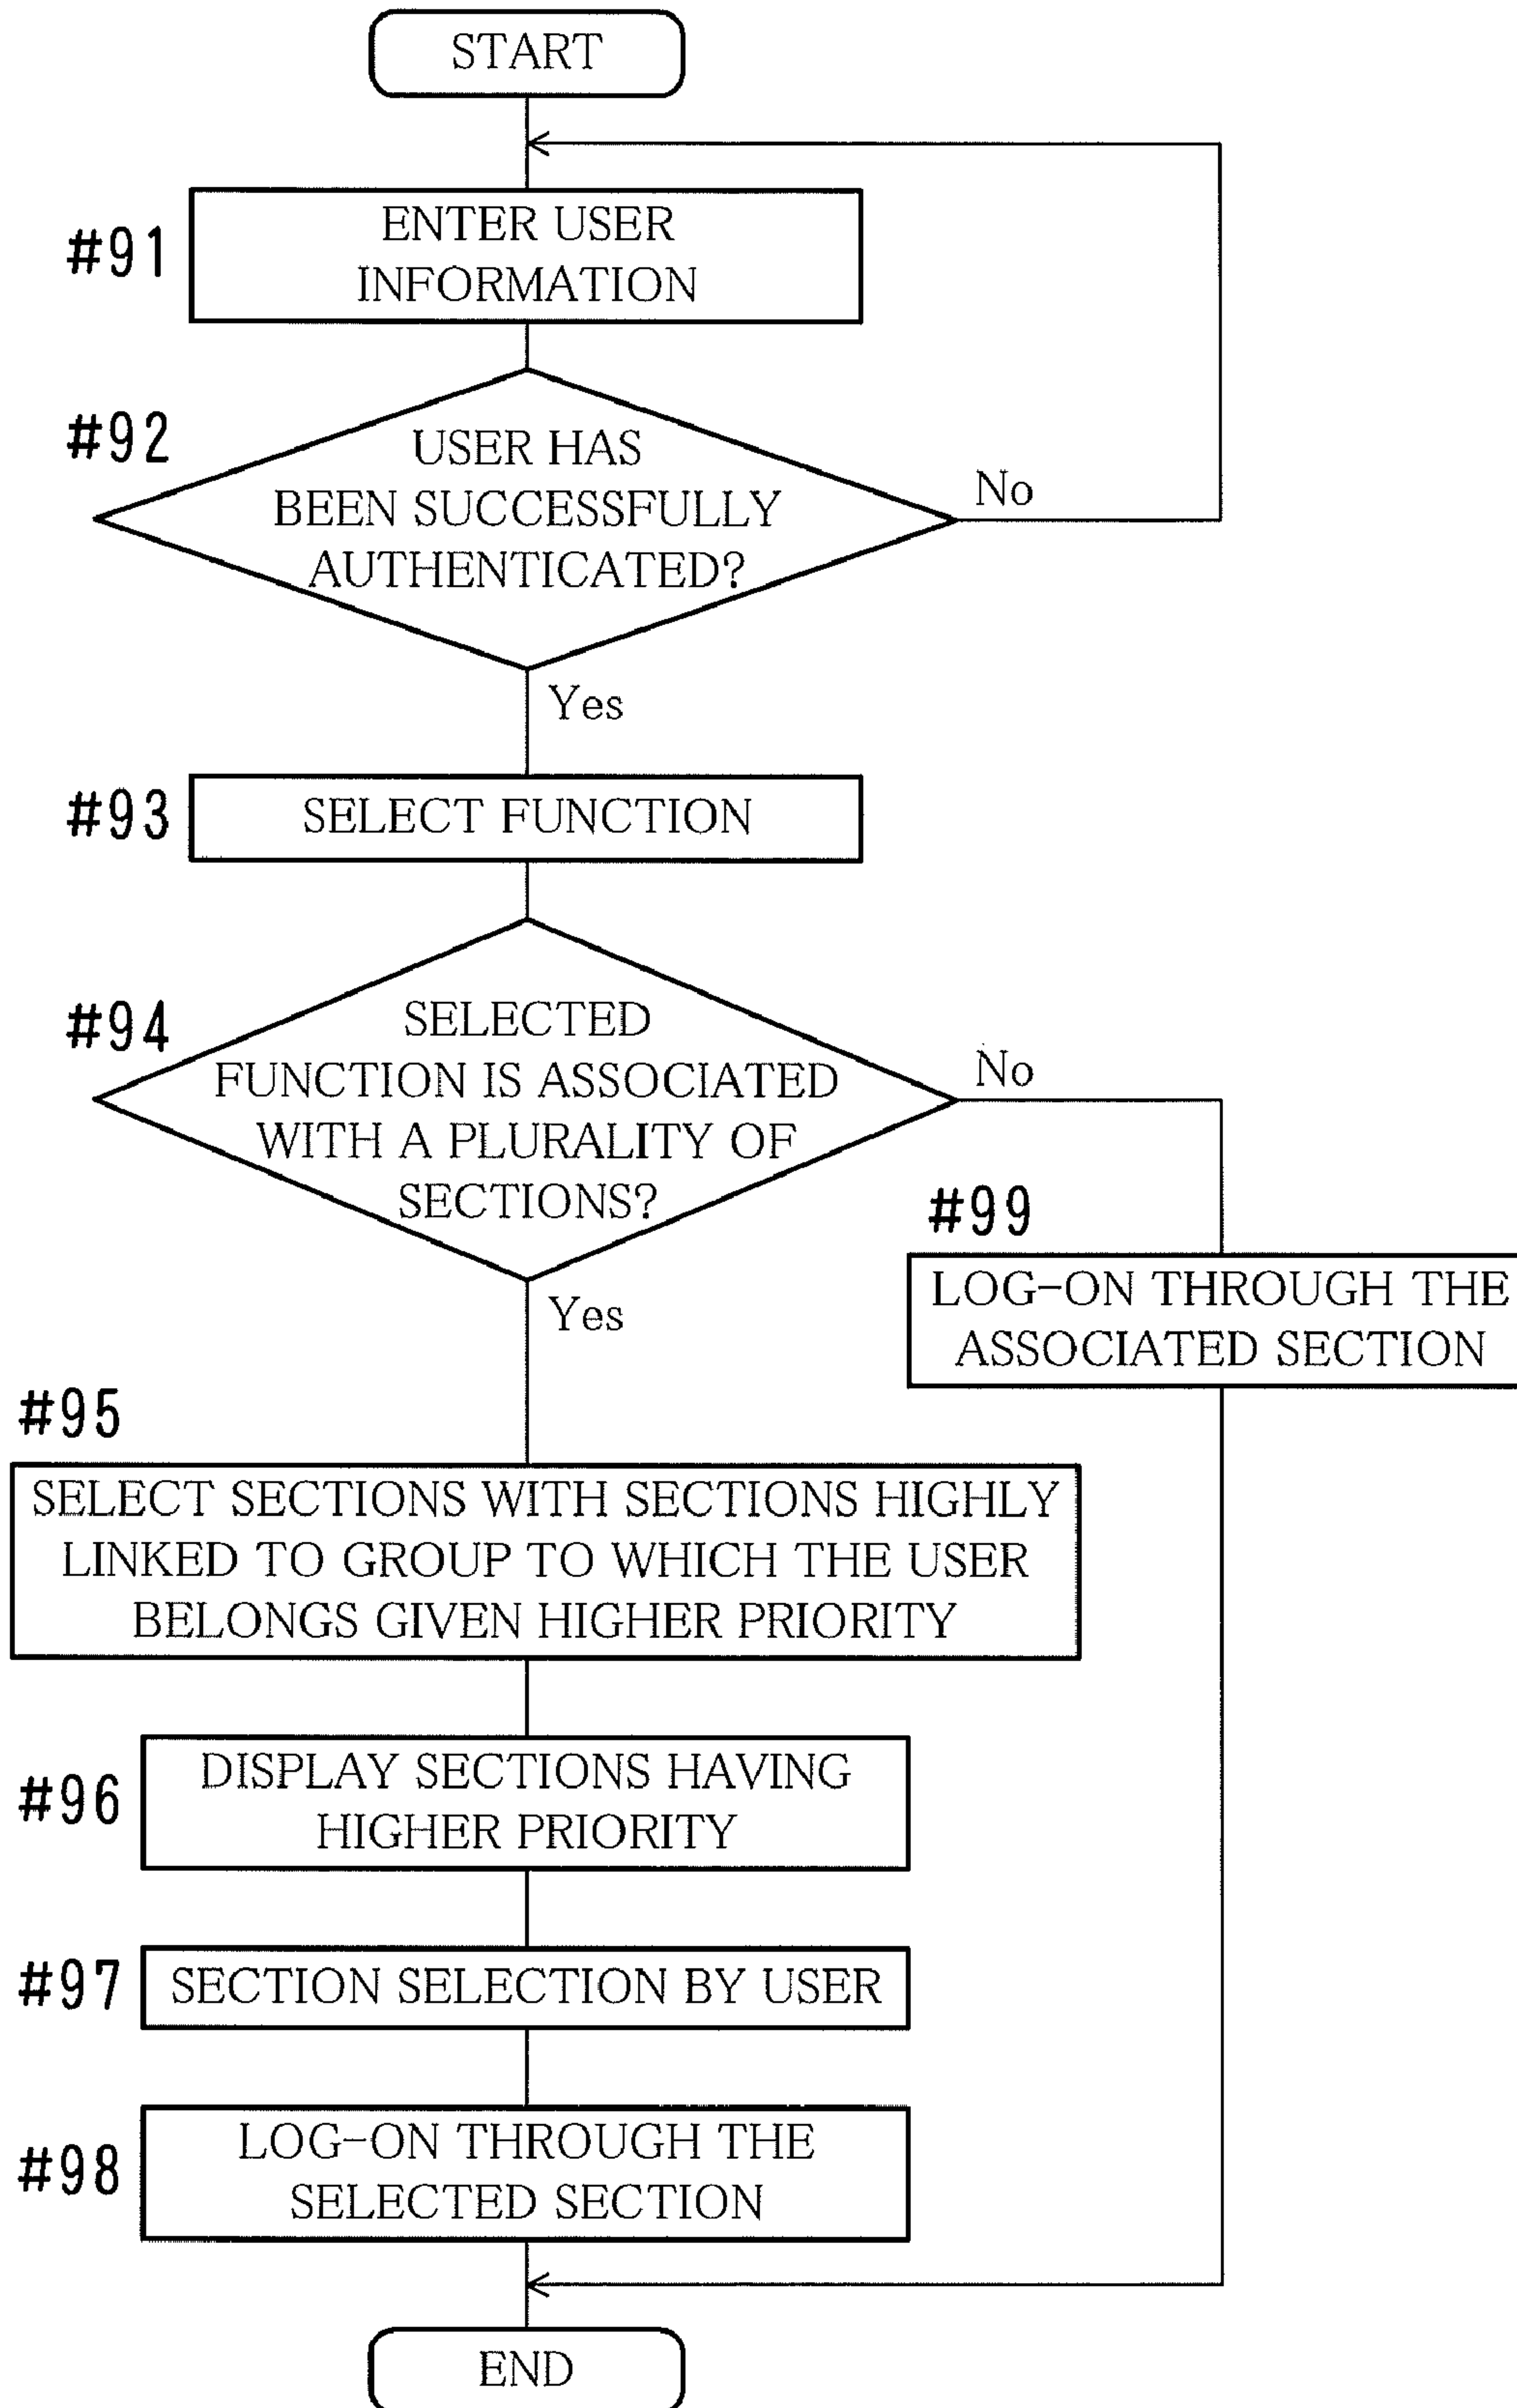 START
#91
ENTER USER
INFORMATION
#92
USER HAS
BEEN SUCCESSFULLY
AUTHENTICATED?
No
Yes
#93
SELECT FUNCTION
#94
SELECTED
FUNCTION IS ASSOCIATED
WITH A PLURALITY OF
SECTIONS?
No
Yes
#99
LOG-ON THROUGH THE
ASSOCIATED SECTION
#95
SELECT SECTIONS WITH SECTIONS HIGHLY
LINKED TO GROUP TO WHICH THE USER
BELONGS GIVEN HIGHER PRIORITY
#96
DISPLAY SECTIONS HAVING
HIGHER PRIORITY
#97
SECTION SELECTION BY USER
#98
LOG-ON THROUGH THE
SELECTED SECTION
END